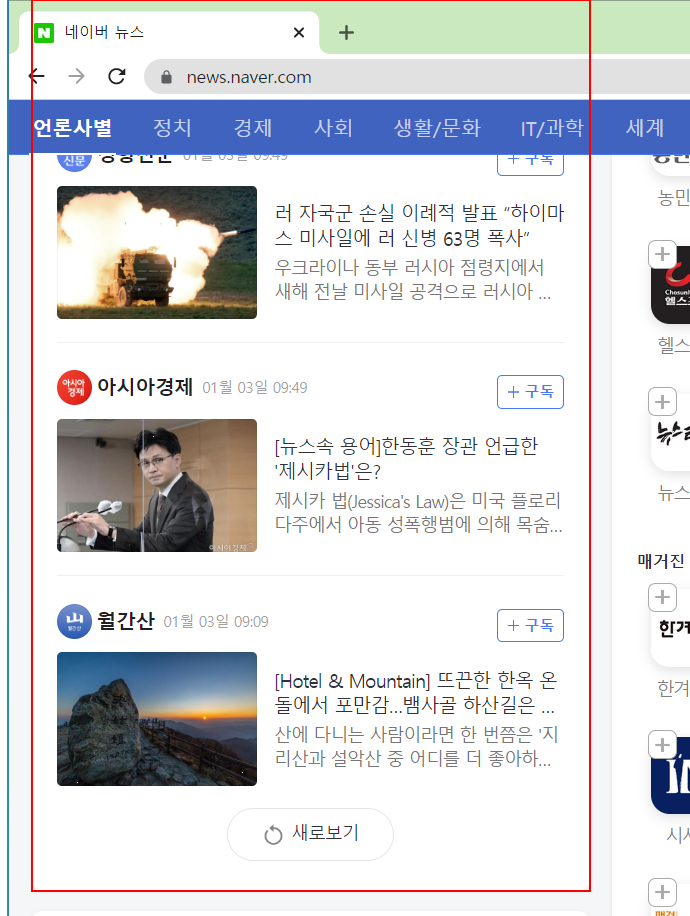 네이버 뉴스
news.naver.com
언론사별 정치 경제 사회 생활/문화 IT/과학 세계
신문 01월 03일 09:49 + 구독
러 자국군 손실 이례적 발표 “하이마
스 미사일에 러 신병 63명 폭사”
우크라이나 동부 러시아 점령지에서
새해 전날 미사일 공격으로 러시아 ...
아시아
경제
아시아경제 01월 03일 09:49 + 구독
[뉴스속 용어]한동훈 장관 언급한
'제시카법'은?
제시카 법(Jessica's Law)은 미국 플로리
다주에서 아동 성폭행범에 의해 목숨...
아시아경제
山
월간산
월간산 01월 03일 09:09 + 구독
[Hotel & Mountain] 뜨끈한 한옥 온
돌에서 포만감...뱀사골 하산길은 ...
산에 다니는 사람이라면 한 번쯤은 '지
리산과 설악산 중 어디를 더 좋아하...
새로보기
농민
헬스
뉴스
매거진
한겨
한겨
시사